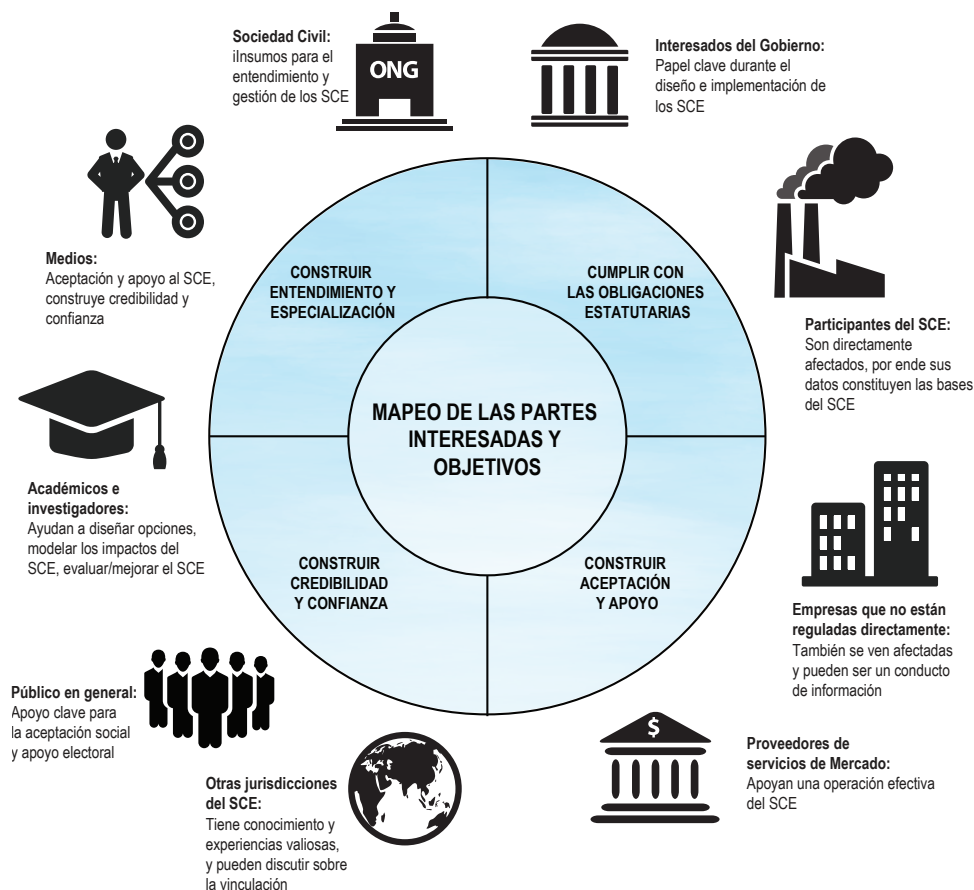 Sociedad Civil:
iInsumos para el
entendimiento y
gestión de los SCE
ONG
Interesados del Gobierno:
Papel clave durante el
diseño e implementación de
los SCE
Medios:
Aceptación y apoyo al SCE,
construye credibilidad y
confianza
CONSTRUIR
ENTENDIMIENTO Y
ESPECIALIZACIÓN
CUMPLIR CON
LAS OBLIGACIONES
ESTATUTARIAS
Participantes del SCE:
Son directamente
afectados, por ende sus
datos constituyen las bases
del SCE
MAPEO DE LAS PARTES
INTERESADAS Y
OBJETIVOS
Académicos e
investigadores:
Ayudan a diseñar opciones,
modelar los impactos del
SCE, evaluar/mejorar el SCE
CONSTRUIR
CREDIBILIDAD
Y CONFIANZA
CONSTRUIR
ACEPTACIÓN
Y APOYO
Empresas que no están
reguladas directamente:
También se ven afectadas
y pueden ser un conducto
de información
Público en general:
Apoyo clave para
la aceptación social
y apoyo electoral
Otras jurisdicciones
del SCE:
Tiene conocimiento y
experiencias valiosas,
y pueden discutir sobre
la vinculación
$
Proveedores de
servicios de Mercado:
Apoyan una operación efectiva
del SCE